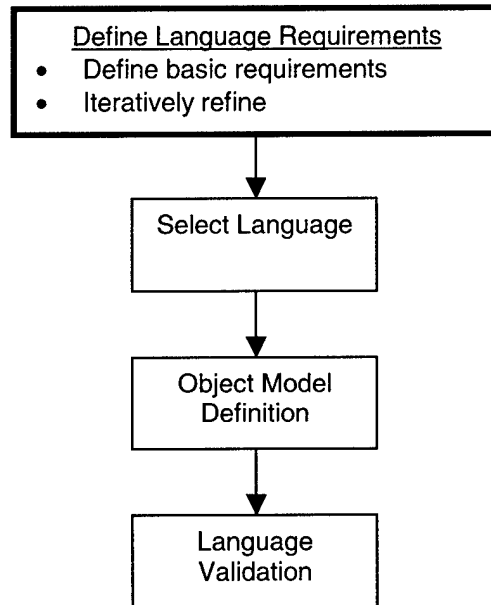 Define Language Requirements
• Define basic requirements
• Iteratively refine
Select Language
Object Model
Definition
Language
Validation